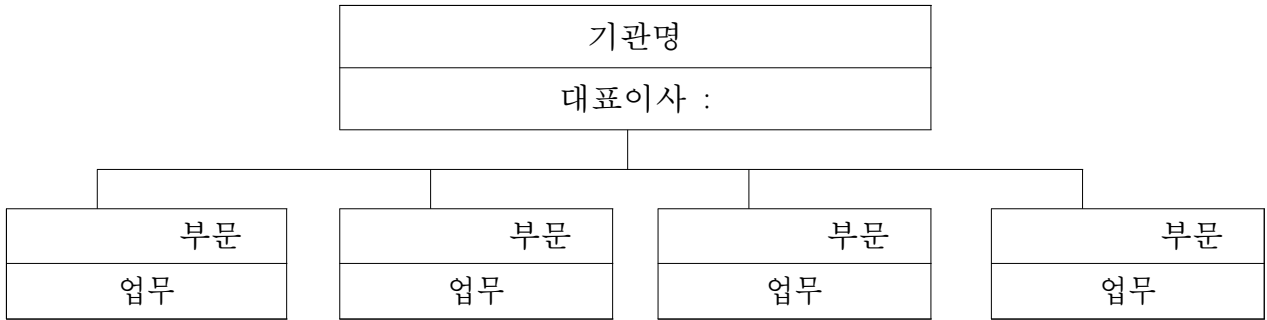 기관명
대표이사 :
부문 부문 부문 부문
업무 업무 업무 업무